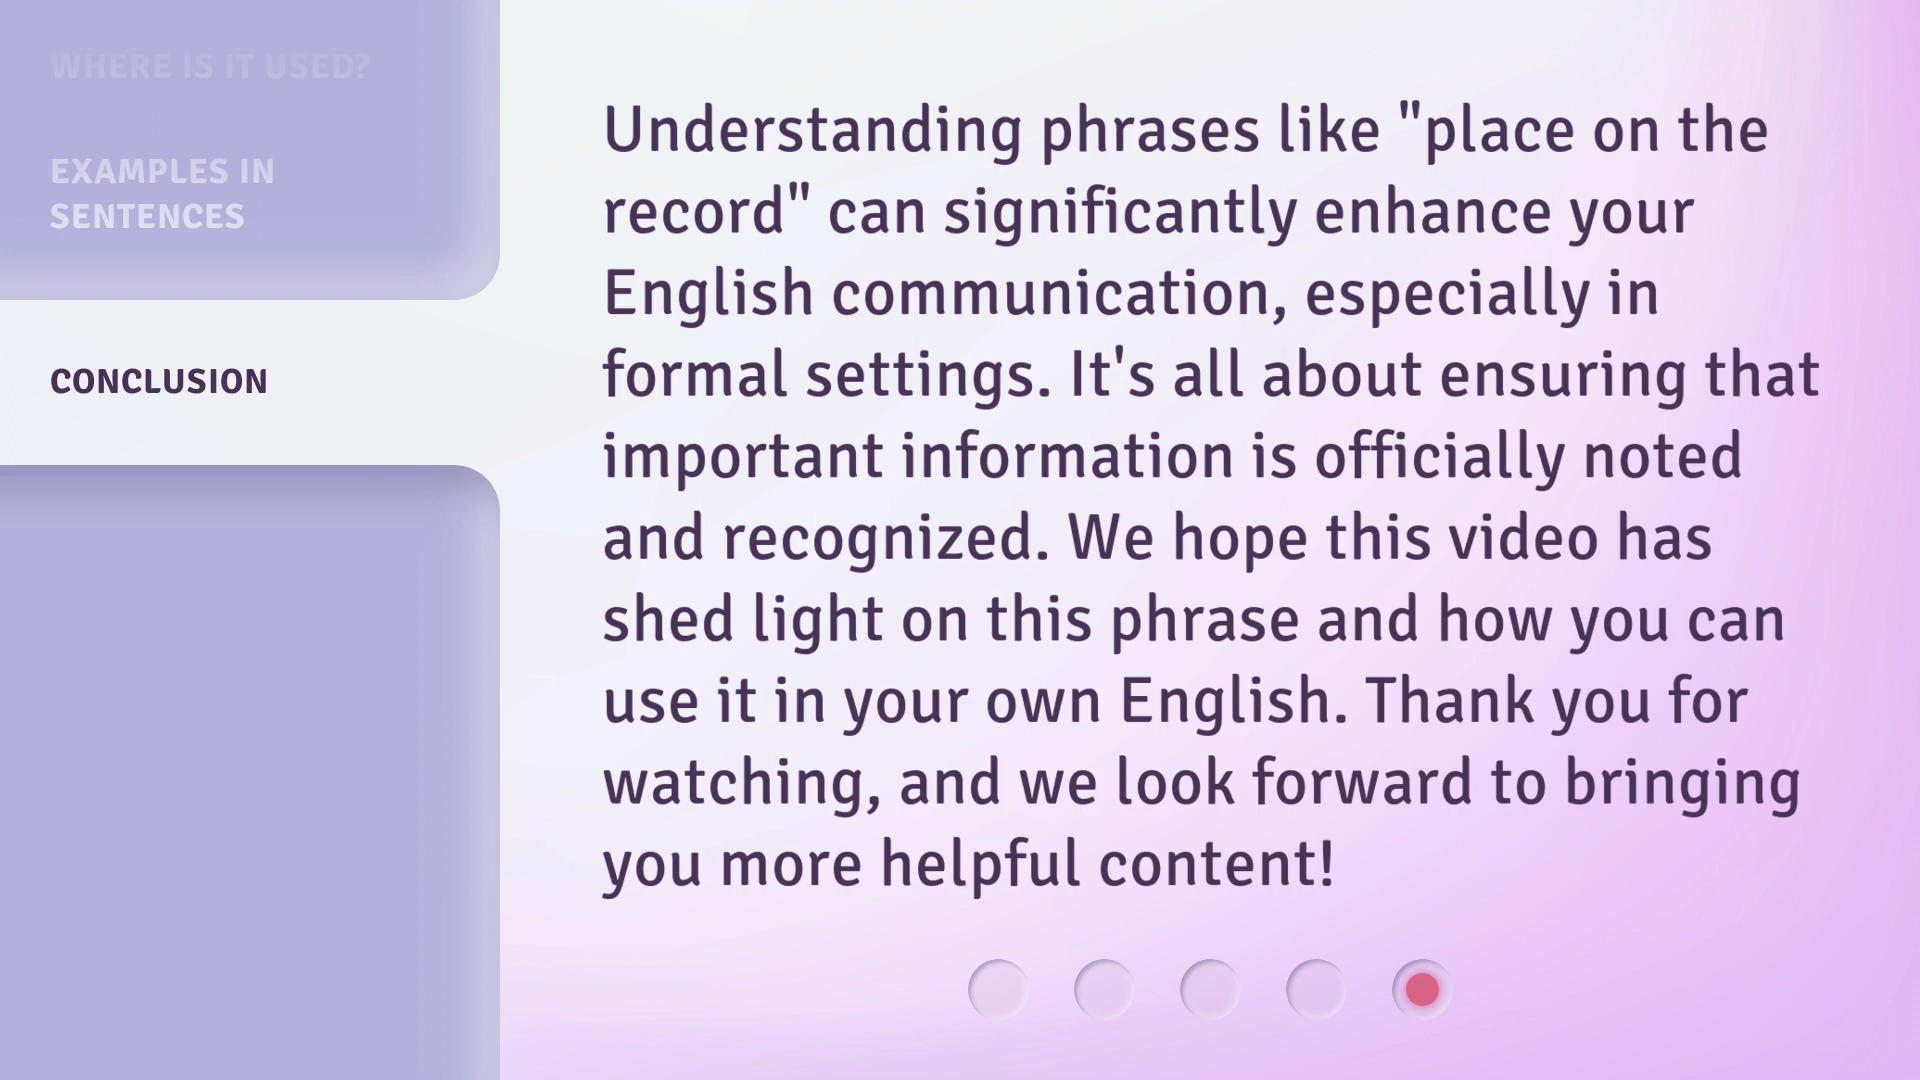 WHERE IS IT USED?
EXAMPLES IN
SENTENCES
CONCLUSION
Understanding phrases like "place on the
record" can significantly enhance your
English communication, especially in
formal settings. It's all about ensuring that
important information is officially noted
and recognized. We hope this video has
shed light on this phrase and how you can
use it in your own English. Thank you for
watching, and we look forward to bringing
you more helpful content!